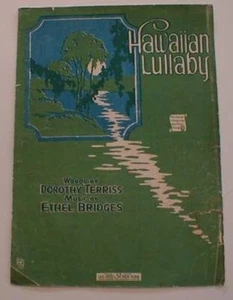 Hawaiian
Lullaby
WORDS BY
DOROTHY TERRISS
MUSIC BY
ETHEL BRIDGES